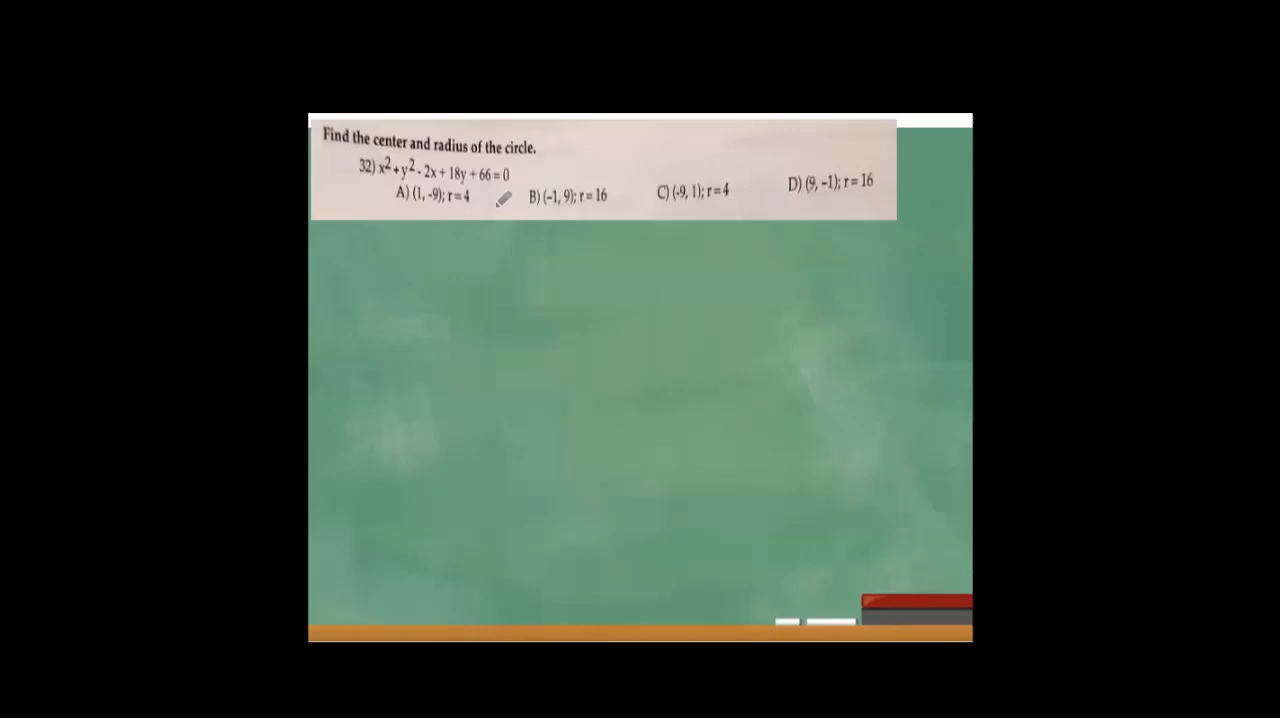 Find the center and radius of the circle.
32) x² + y² - 2x + 18y + 66 = 0
A) (1, -9); r = 4 B) (-1, 9); r = 16 C) (-9, 1); r = 4 D) (9, -1); r = 16